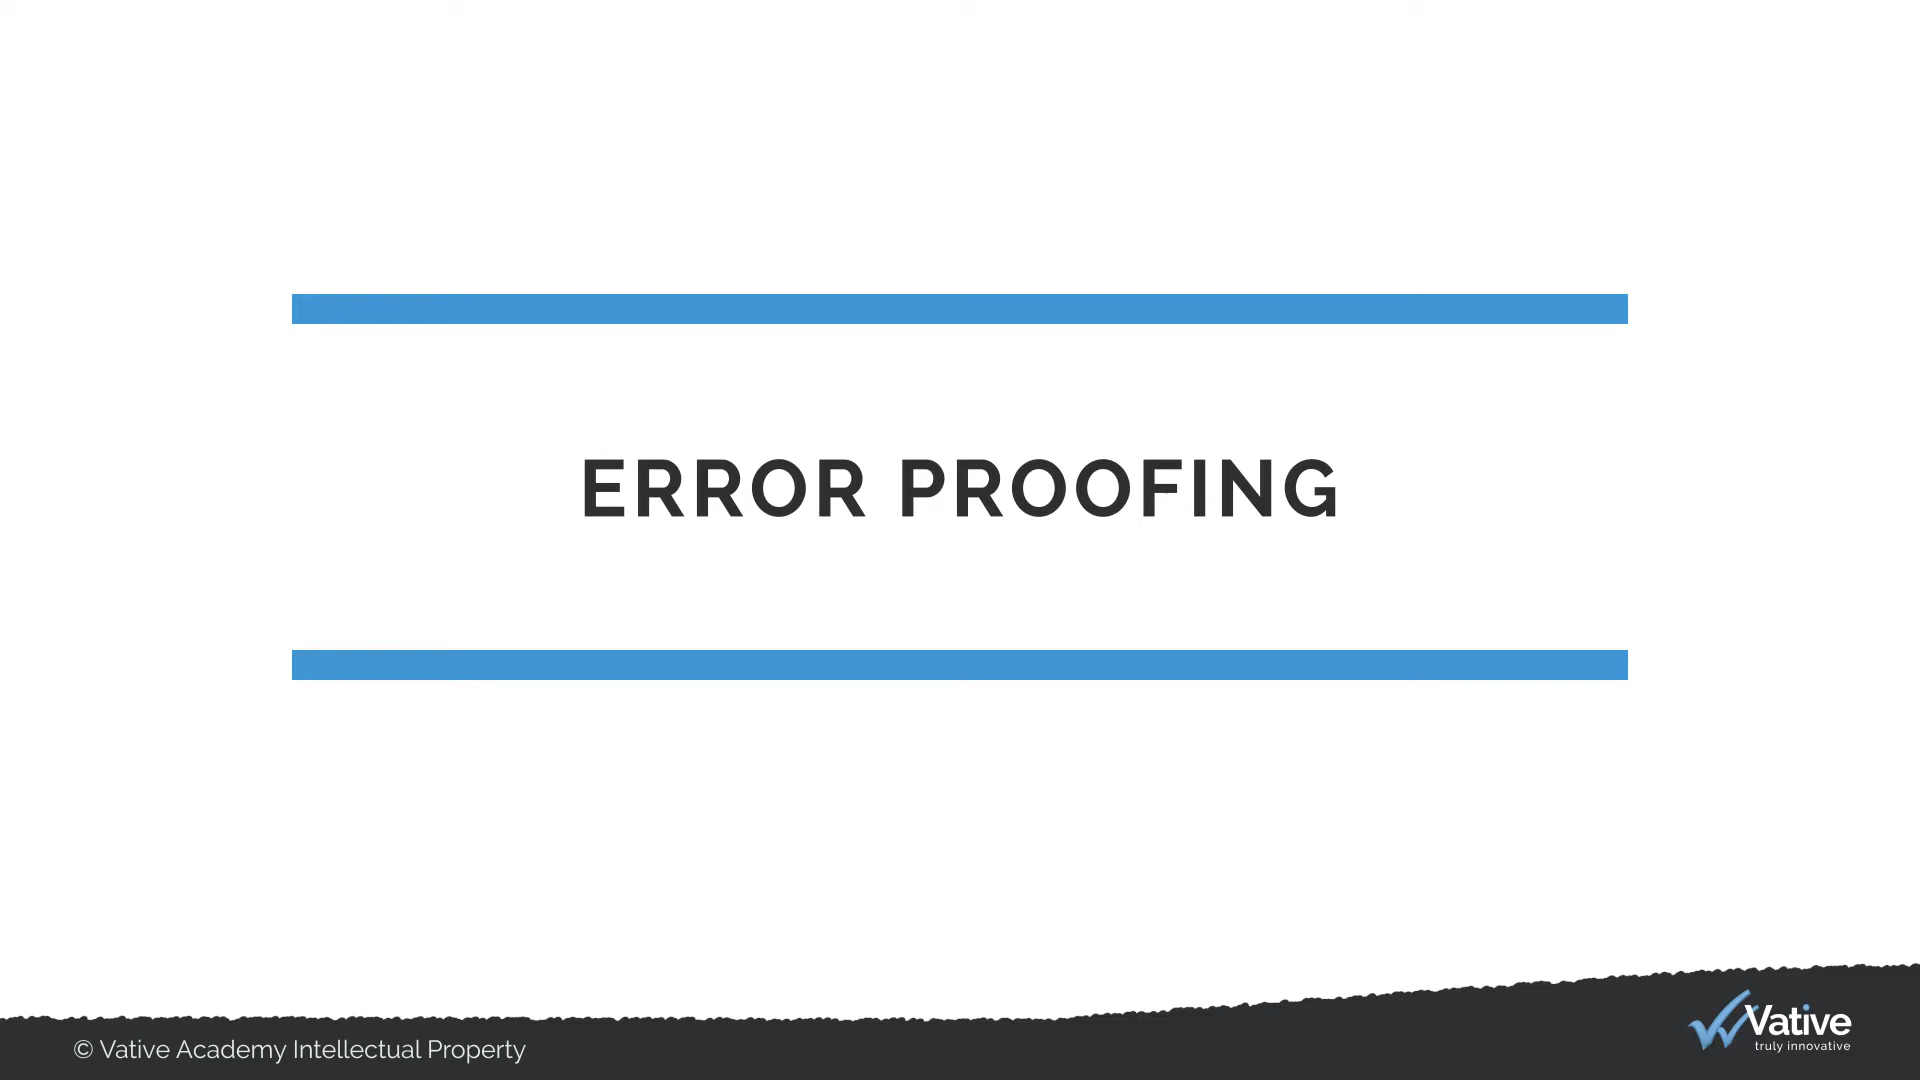 ERROR PROOFING
© Vative Academy Intellectual Property
Vative
truly innovative